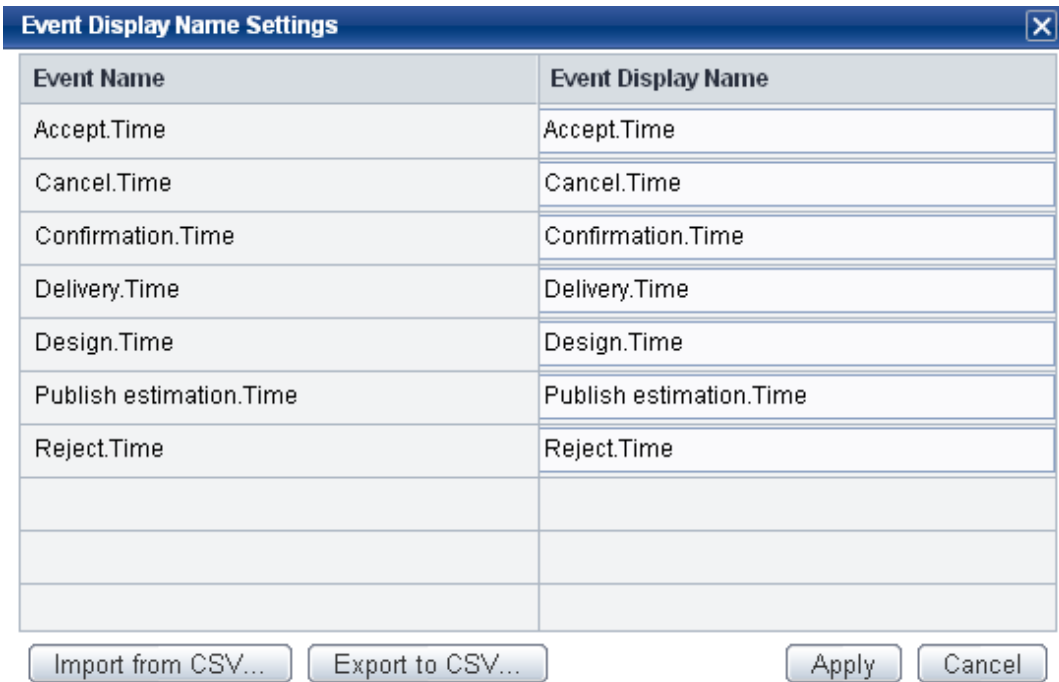 Event Display Name Settings
Event Name Event Display Name
Accept.Time Accept.Time
Cancel.Time Cancel.Time
Confirmation.Time Confirmation.Time
Delivery.Time Delivery.Time
Design.Time Design.Time
Publish estimation.Time Publish estimation.Time
Reject.Time Reject.Time
Import from CSV... Export to CSV... Apply Cancel